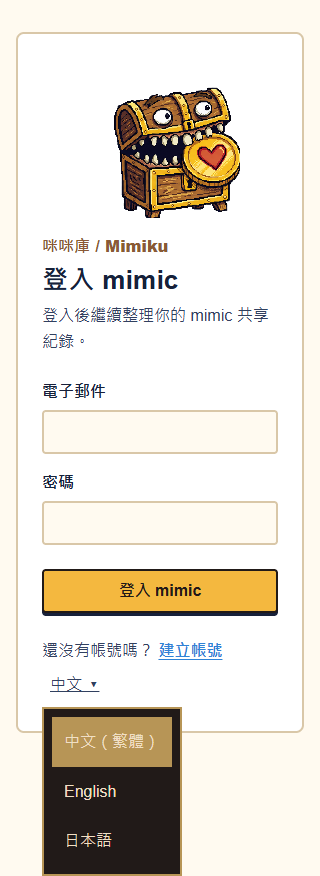 咪咪庫 / Mimiku
登入 mimic
登入後繼續整理你的 mimic 共享
紀錄。
電子郵件
密碼
登入 mimic
還沒有帳號嗎？ 建立帳號
中文 ▼
中文（繁體）
English
日本語